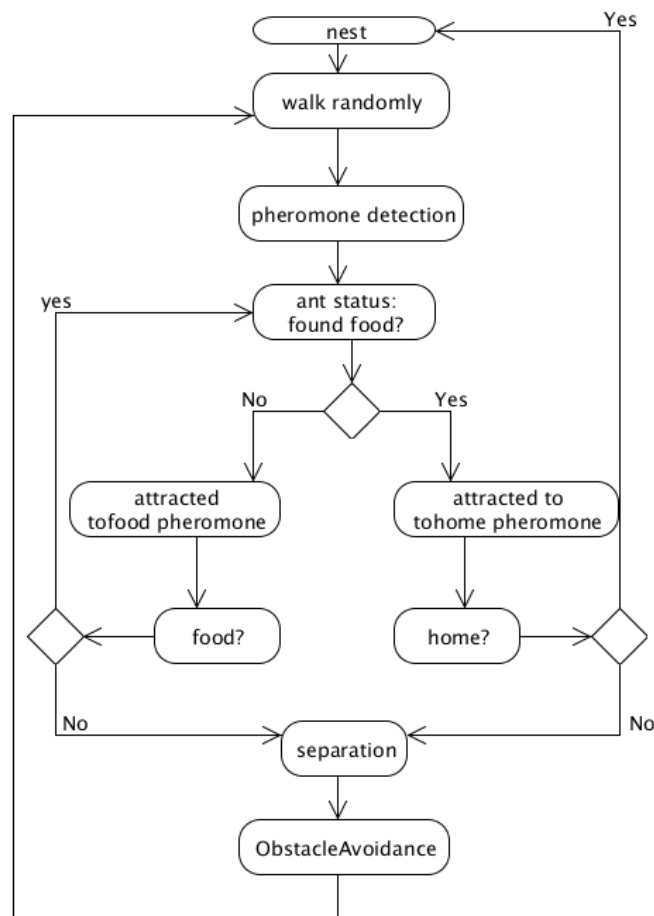 Yes
nest
walk randomly
pheromone detection
yes
ant status:
found food?
No
Yes
attracted
tofood pheromone
attracted to
tohome pheromone
food?
home?
No
No
separation
ObstacleAvoidance